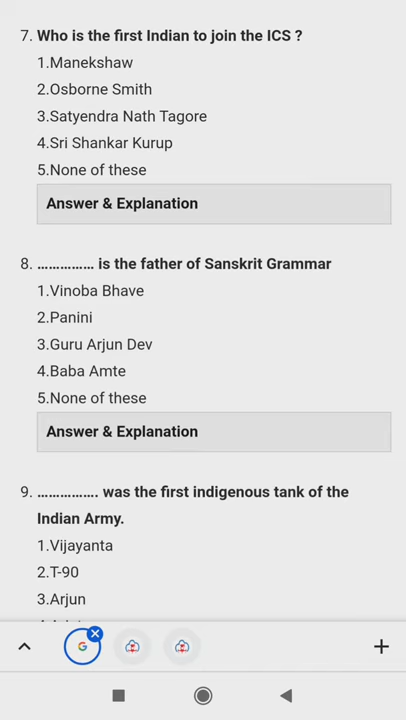 7. Who is the first Indian to join the ICS ?
1.Manekshaw
2.Osborne Smith
3.Satyendra Nath Tagore
4.Sri Shankar Kurup
5.None of these
Answer & Explanation
8. …………… is the father of Sanskrit Grammar
1.Vinoba Bhave
2.Panini
3.Guru Arjun Dev
4.Baba Amte
5.None of these
Answer & Explanation
9. ……………. was the first indigenous tank of the
Indian Army.
1.Vijayanta
2.T-90
3.Arjun